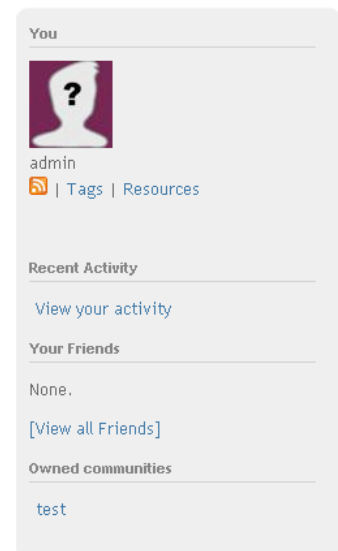 You
?
admin
| Tags | Resources
Recent Activity
View your activity
Your Friends
None.
[View all Friends]
Owned communities
test